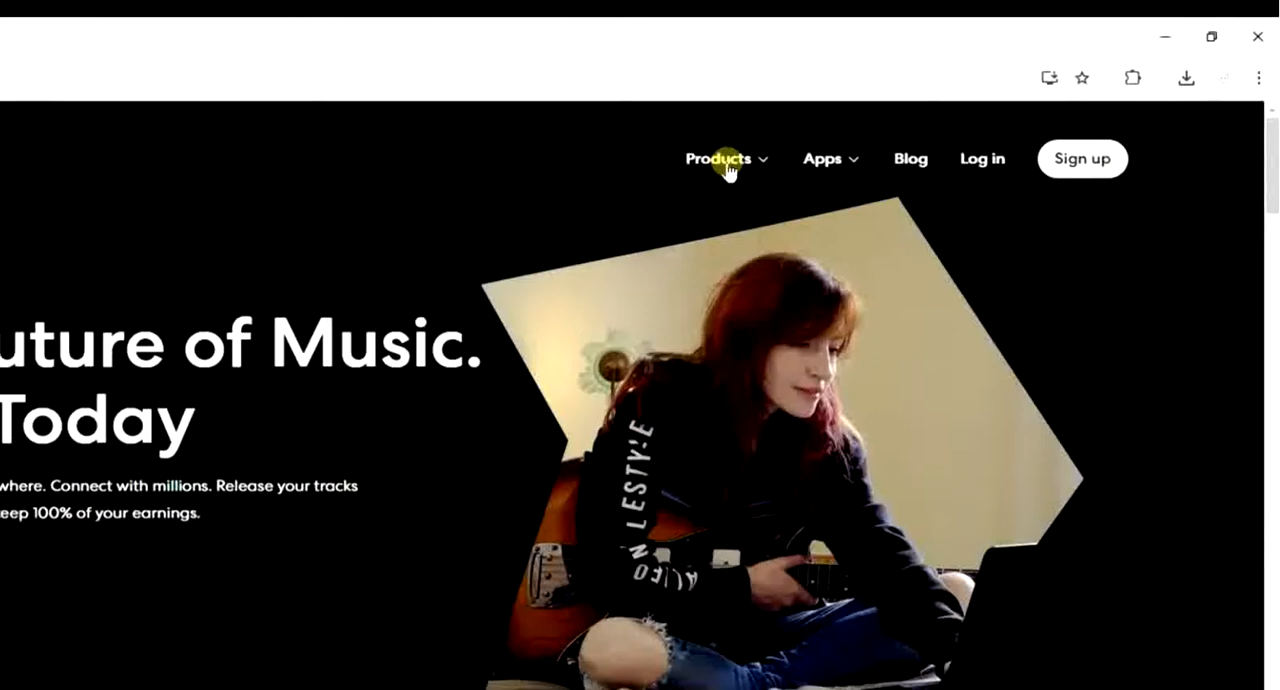 Products Apps Blog Log in Sign up
uture of Music.
Today
where. Connect with millions. Release your tracks
eep 100% of your earnings.
LESTY